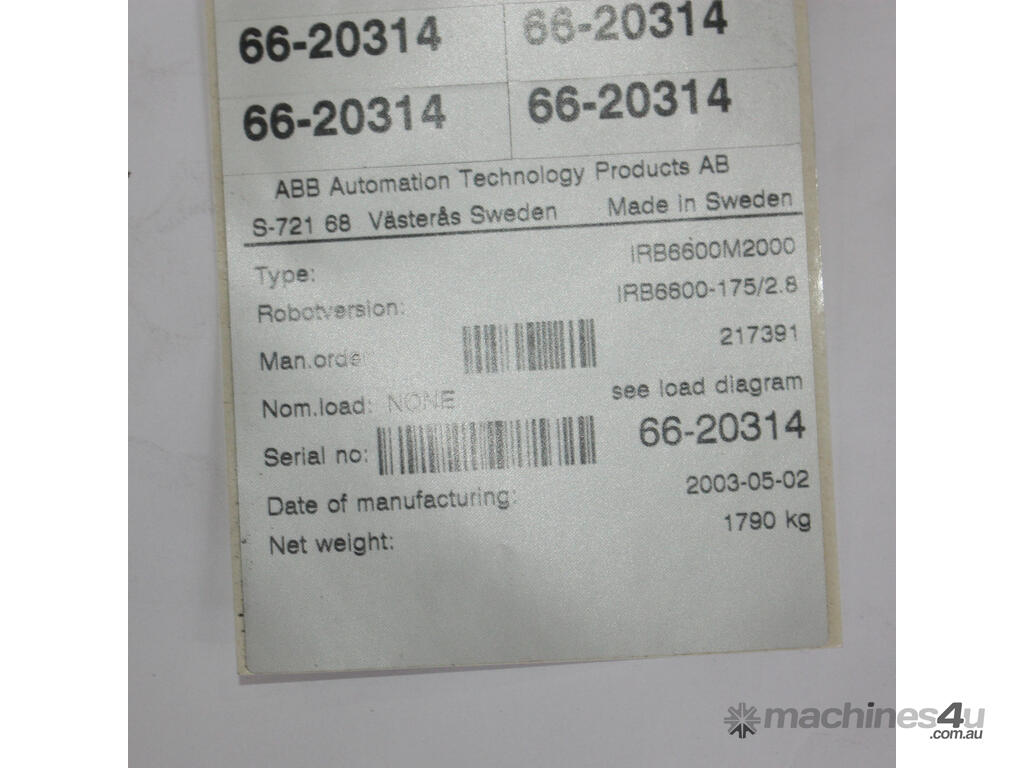 66-20314 66-20314
66-20314 66-20314
ABB Automation Technology Products AB
S-721 68 Västerås Sweden Made in Sweden
Type: IRB6600M2000
Robotversion: IRB6600-175/2.8
Man.order 217391
Nom.load: NONE see load diagram
Serial no: 66-20314
Date of manufacturing: 2003-05-02
Net weight: 1790 kg
machines4u
.com.au